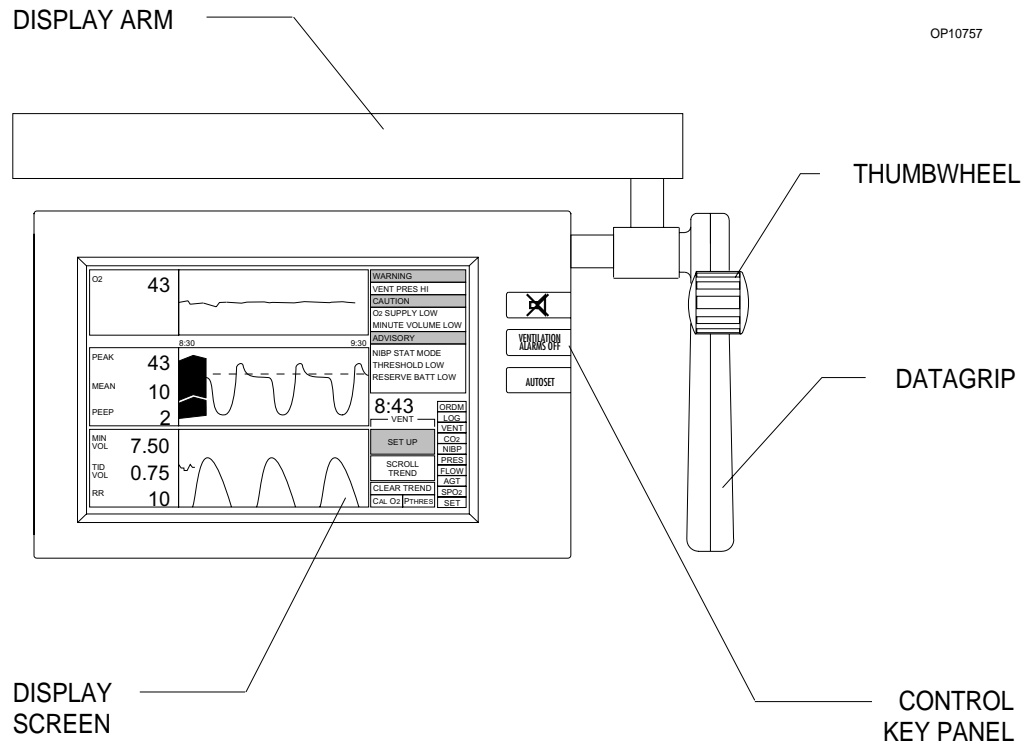 DISPLAY ARM
OP10757
THUMBWHEEL
DATAGRIP
CONTROL
KEY PANEL
DISPLAY
SCREEN
O2 43
8:30 9:30
PEAK 43
MEAN 10
PEEP 2
MIN
VOL 7.50
TID
VOL 0.75
RR 10
WARNING
VENT PRES HI
CAUTION
O2 SUPPLY LOW
MINUTE VOLUME LOW
ADVISORY
NIBP STAT MODE
THRESHOLD LOW
RESERVE BATT LOW
8:43
VENT
SET UP
SCROLL
TREND
CLEAR TREND
CAL O2 PTHRES
ORDM
LOG
VENT
CO2
NIBP
PRES
FLOW
AGT
SPO2
SET
VENTILATION
ALARMS OFF
AUTOSET